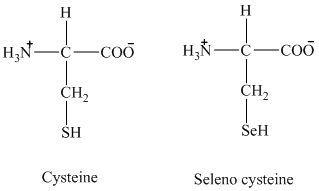 H H
H₃N⁺—C—COO⁻ H₃N⁺—C—COO⁻
CH₂ CH₂
SH SeH
Cysteine Seleno cysteine